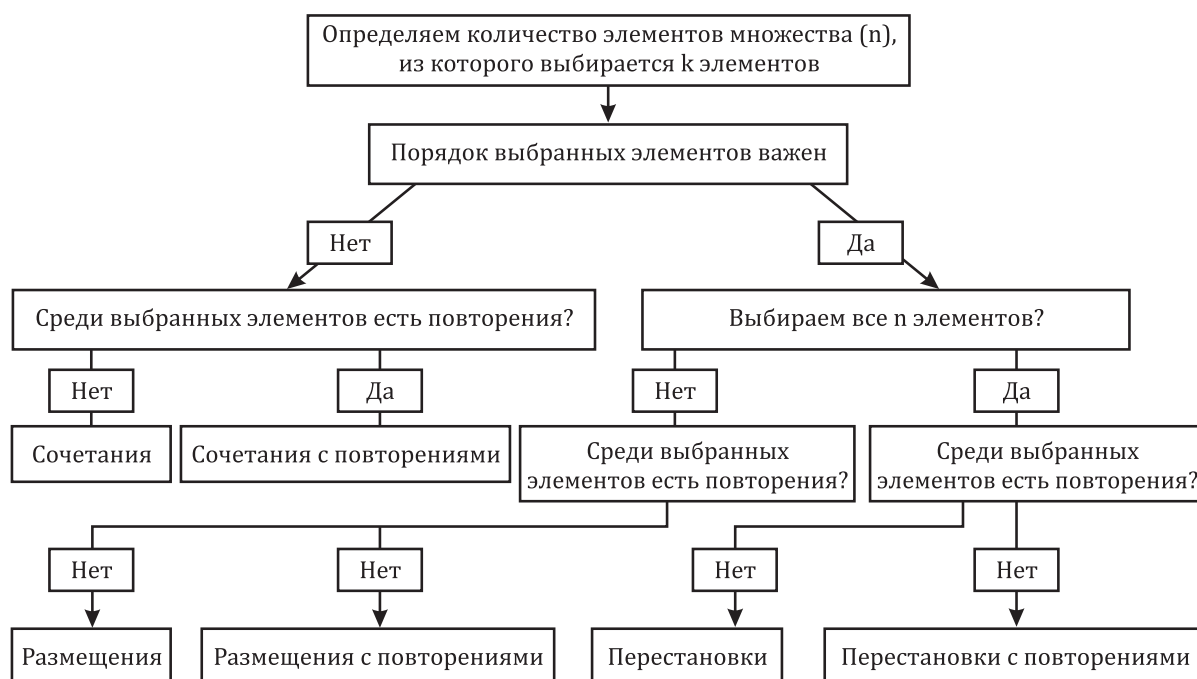 Определяем количество элементов множества (n),
из которого выбирается k элементов
Порядок выбранных элементов важен
Нет
Да
Среди выбранных элементов есть повторения?
Выбираем все n элементов?
Нет
Да
Нет
Да
Сочетания
Сочетания с повторениями
Среди выбранных
элементов есть повторения?
Среди выбранных
элементов есть повторения?
Нет
Нет
Нет
Нет
Размещения
Размещения с повторениями
Перестановки
Перестановки с повторениями